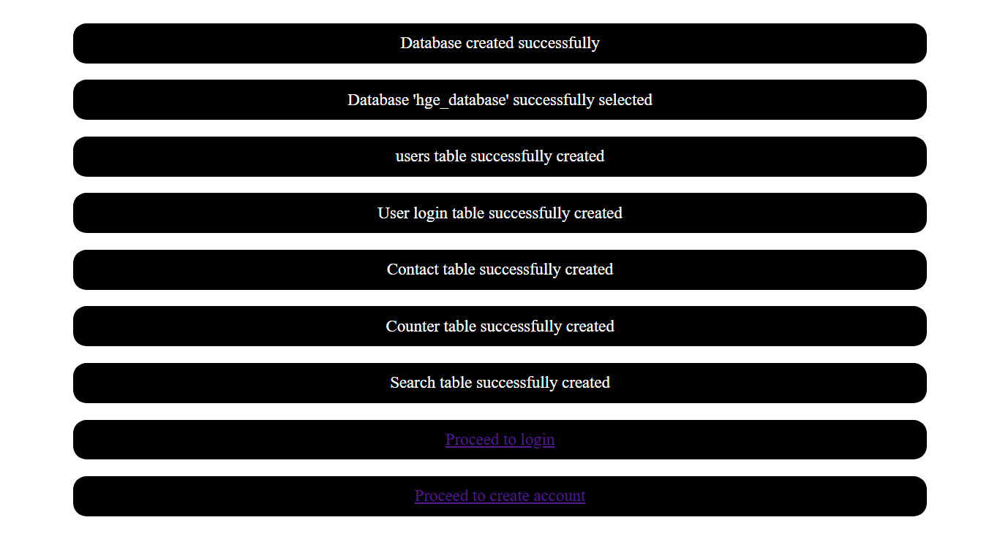 Database created successfully
Database 'hge_database' successfully selected
users table successfully created
User login table successfully created
Contact table successfully created
Counter table successfully created
Search table successfully created
Proceed to login
Proceed to create account